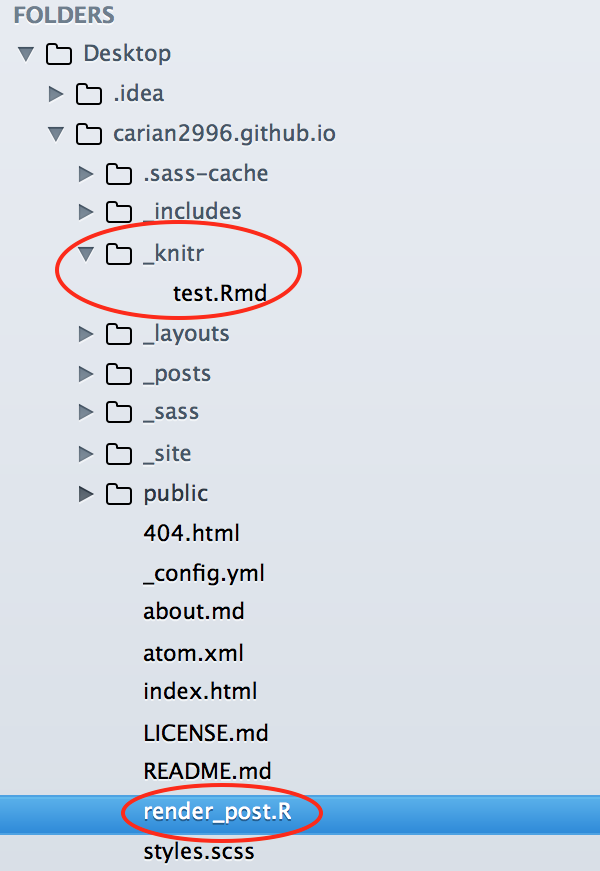 FOLDERS
Desktop
.idea
carian2996.github.io
.sass-cache
_includes
_knitr
test.Rmd
_layouts
_posts
_sass
_site
public
404.html
_config.yml
about.md
atom.xml
index.html
LICENSE.md
README.md
render_post.R
styles.scss